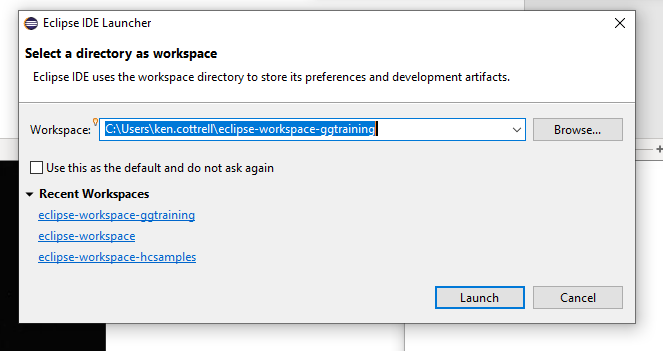 Eclipse IDE Launcher
Select a directory as workspace
Eclipse IDE uses the workspace directory to store its preferences and development artifacts.
Workspace: C:\Users\ken.cottrell\eclipse-workspace-ggtraining Browse...
Use this as the default and do not ask again
Recent Workspaces
eclipse-workspace-ggtraining
eclipse-workspace
eclipse-workspace-hcsamples
Launch Cancel